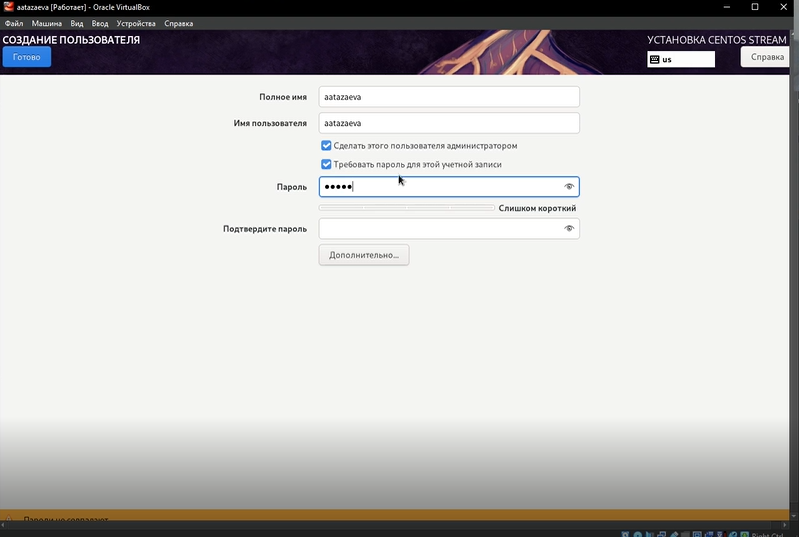 aatazaeva [Работает] - Oracle VirtualBox
Файл Машина Вид Ввод Устройства Справка
СОЗДАНИЕ ПОЛЬЗОВАТЕЛЯ
УСТАНОВКА CENTOS STREAM
Готово
us
Справка
Полное имя aatazaeva
Имя пользователя aatazaeva
Сделать этого пользователя администратором
Требовать пароль для этой учетной записи
Пароль •••••
Слишком короткий
Подтвердите пароль
Дополнительно...
Пароли не совпадают
Right Ctrl